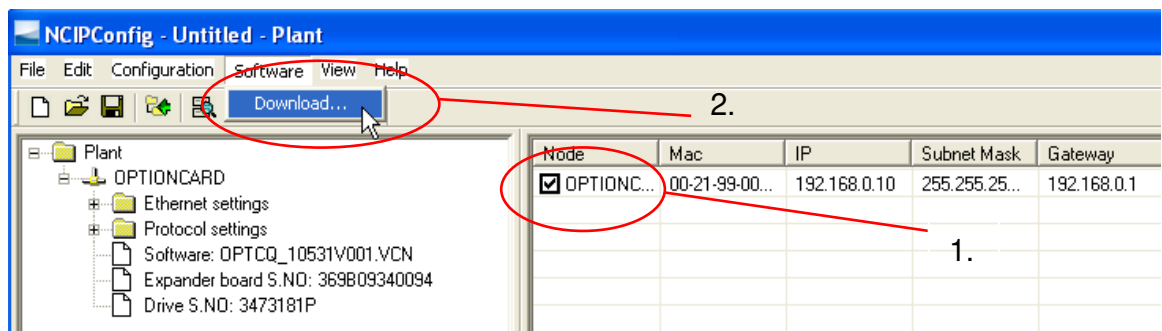 NCIPConfig - Untitled - Plant
File Edit Configuration Software View Help
Download...
2.
Plant
OPTIONCARD
Ethernet settings
Protocol settings
Software: OPTCQ_10531V001.VCN
Expander board S.NO: 369B09340094
Drive S.NO: 3473181P
Node Mac IP Subnet Mask Gateway
OPTIONC... 00-21-99-00... 192.168.0.10 255.255.25... 192.168.0.1
1.